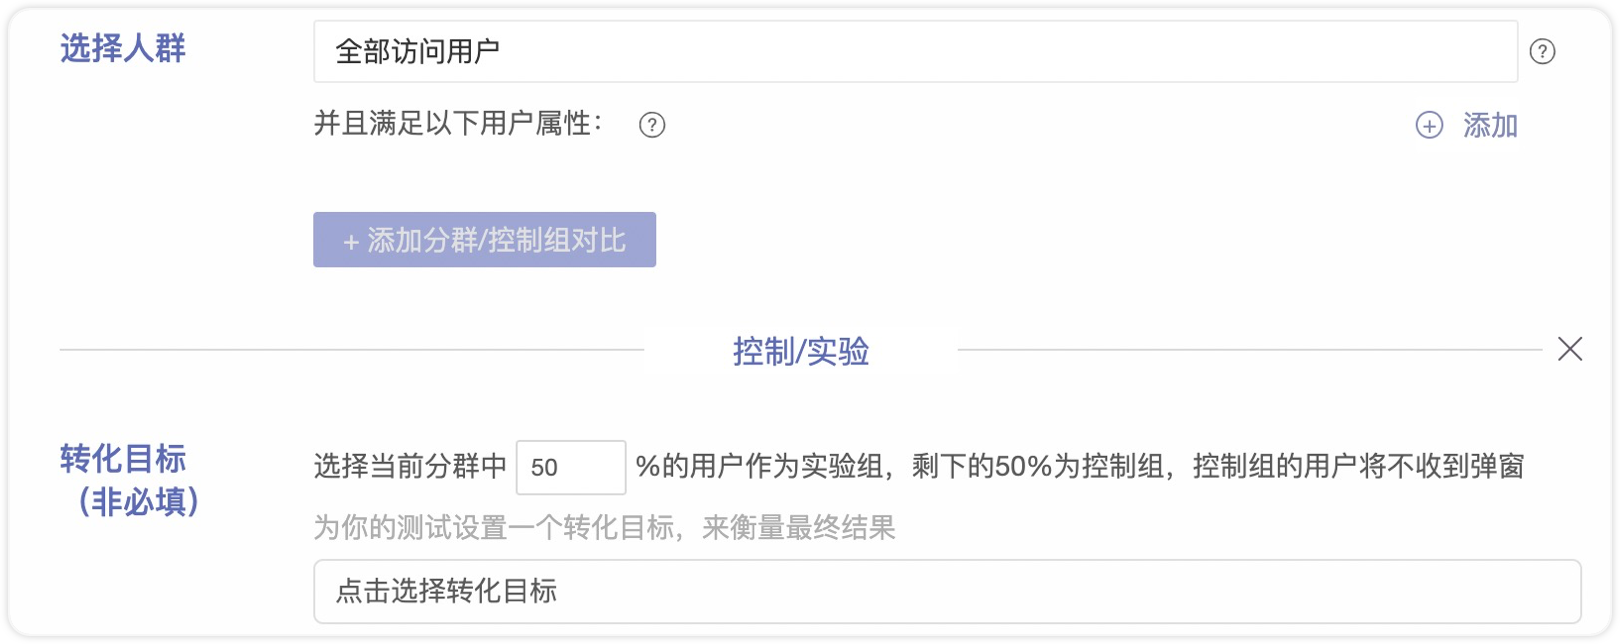 选择人群
全部访问用户
?
并且满足以下用户属性：
?
+ 添加
+ 添加分群/控制组对比
控制/实验
转化目标
（非必填）
选择当前分群中 50 %的用户作为实验组，剩下的50%为控制组，控制组的用户将不收到弹窗
为你的测试设置一个转化目标，来衡量最终结果
点击选择转化目标